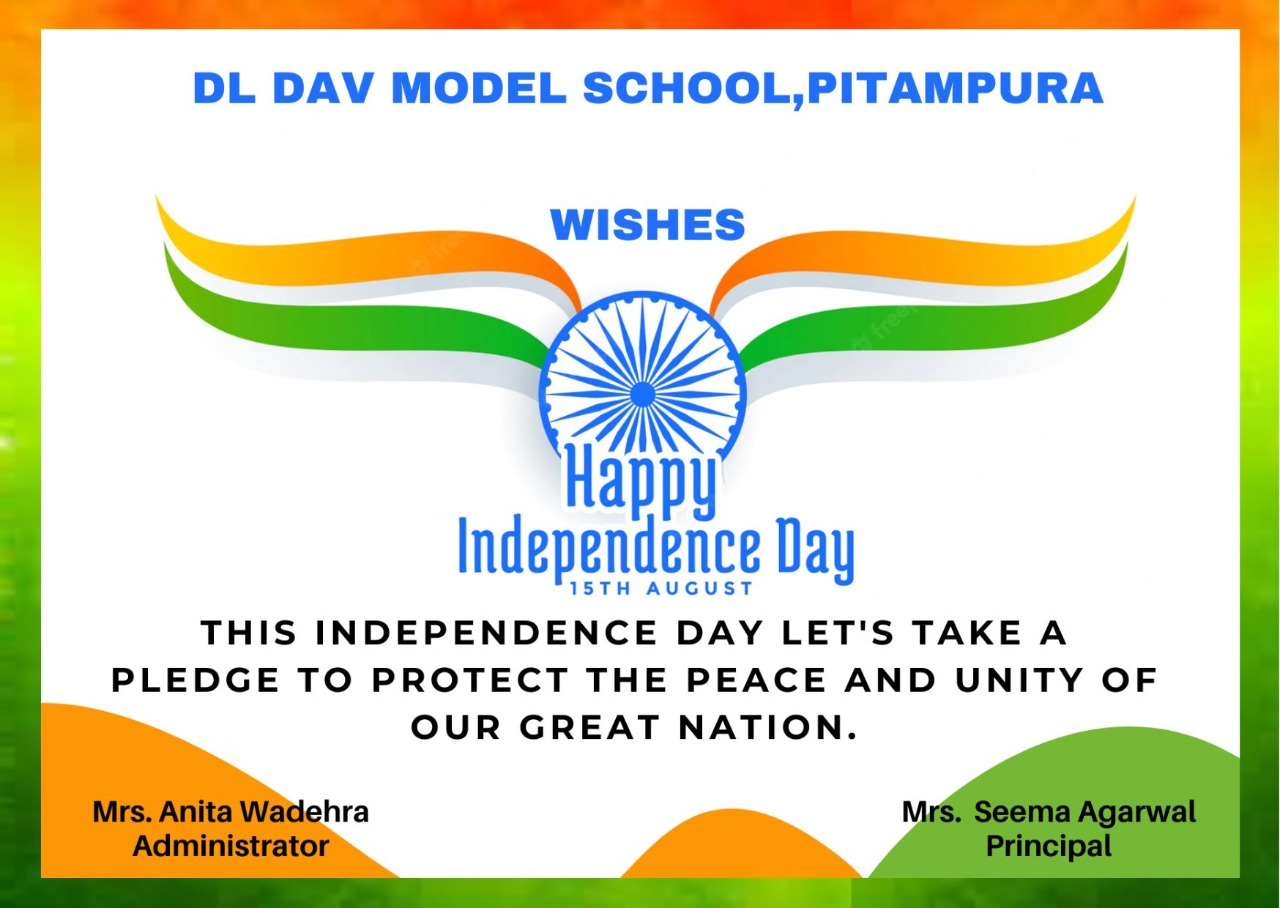 DL DAV MODEL SCHOOL,PITAMPURA
WISHES
Happy
Independence Day
15TH AUGUST
THIS INDEPENDENCE DAY LET'S TAKE A
PLEDGE TO PROTECT THE PEACE AND UNITY OF
OUR GREAT NATION.
Mrs. Anita Wadehra
Administrator
Mrs. Seema Agarwal
Principal